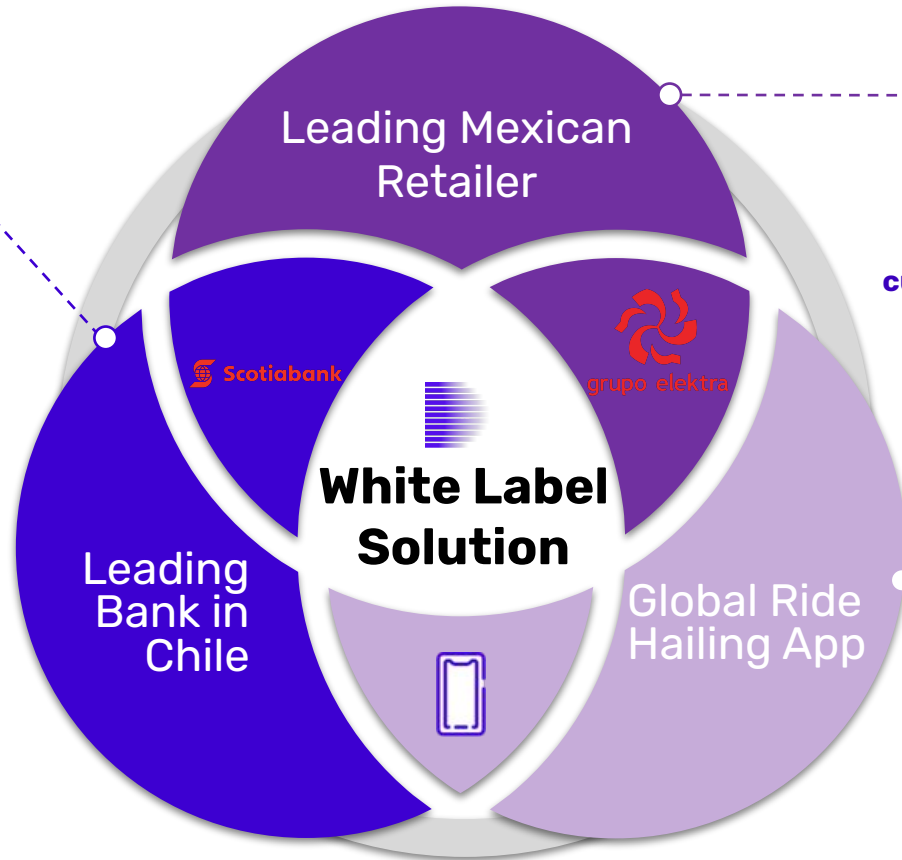 Leading Mexican
Retailer
Scotiabank
grupo elektra
White Label
Solution
Leading
Bank in
Chile
Global Ride
Hailing App